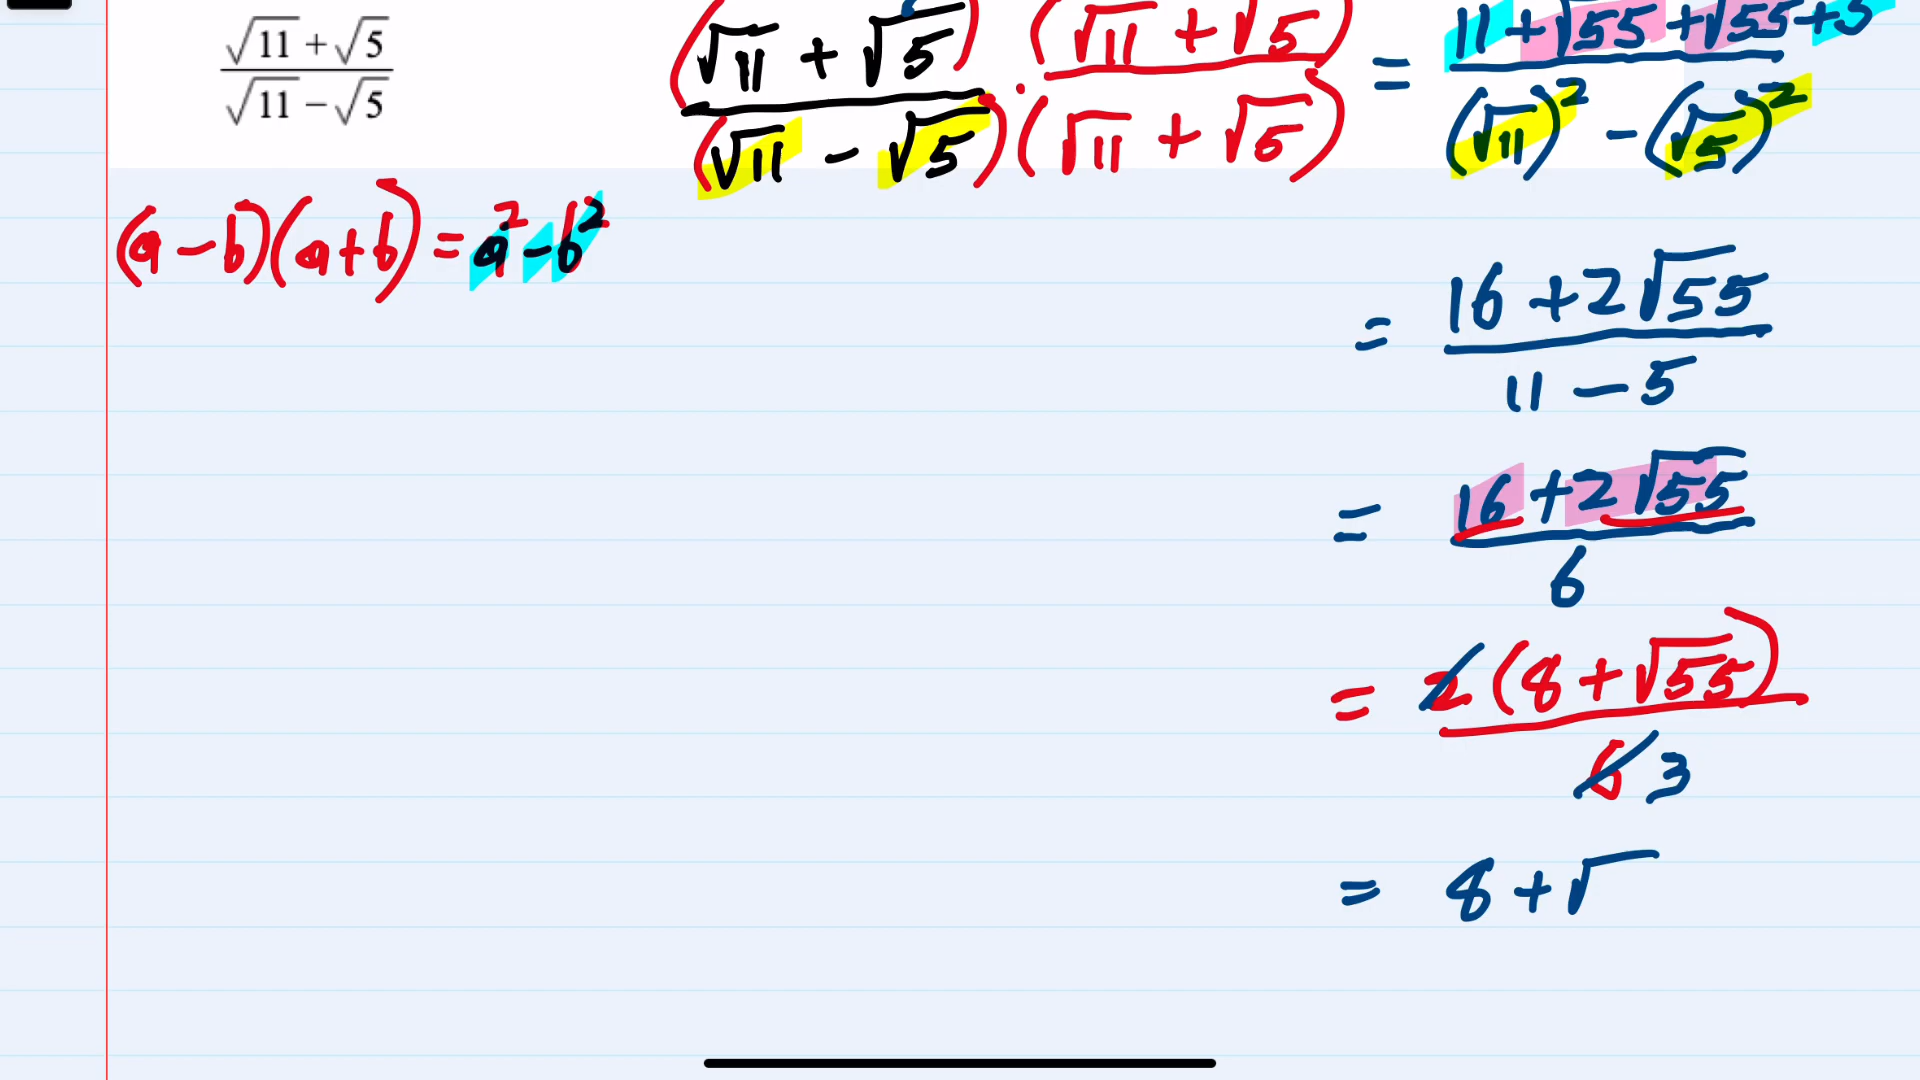 (√11 + √5)/(√11 − √5)
(√11 + √5)/(√11 − √5) · (√11 + √5)/(√11 + √5) = (11 + √55 + √55 + 5)/((√11)² − (√5)²)
(a − b)(a + b) = a² − b²
= (16 + 2√55)/(11 − 5)
= (16 + 2√55)/6
= 2(8 + √55)/6 3
= 8 + √